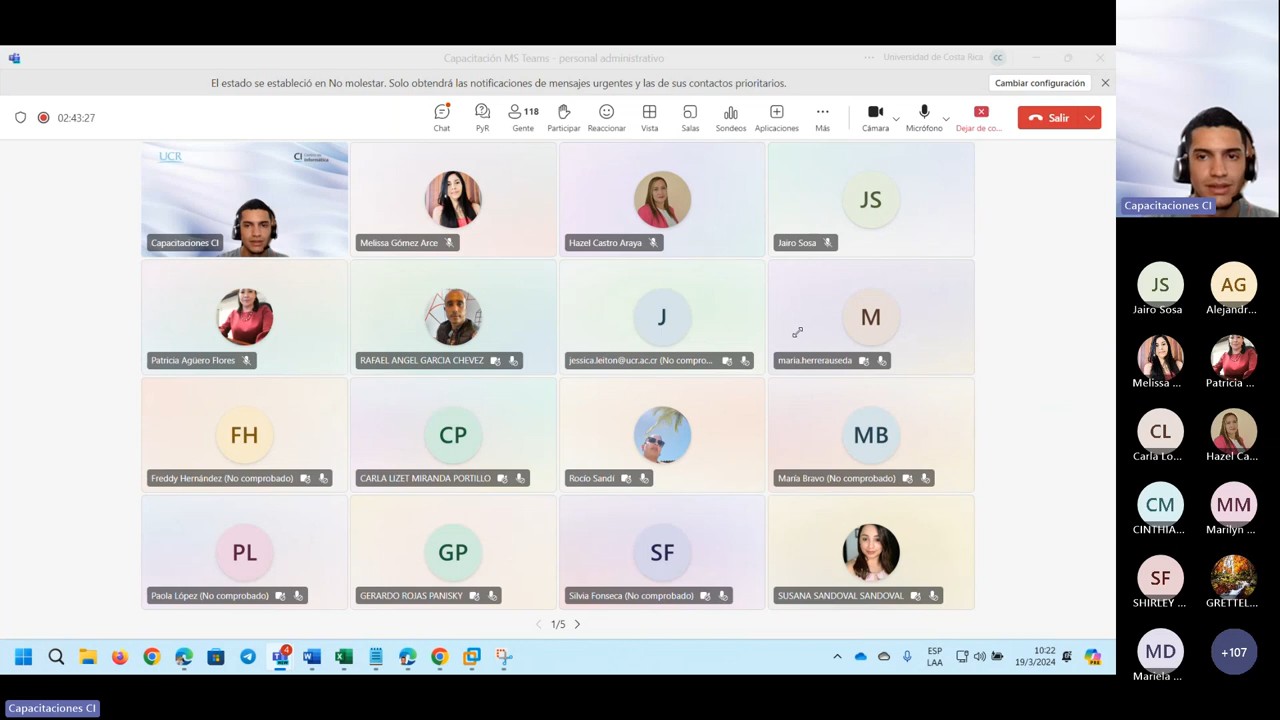 Capacitación MS Teams - personal administrativo
Universidad de Costa Rica
CC
El estado se estableció en No molestar. Solo obtendrá las notificaciones de mensajes urgentes y las de sus contactos prioritarios.
Cambiar configuración
02:43:27
Chat
PyR
118
Gente
Participar
Reaccionar
Vista
Salas
Sondeos
Aplicaciones
Más
Cámara
Micrófono
Dejar de co...
Salir
UCR
CI
Capacitaciones CI
Melissa Gómez Arce
Hazel Castro Araya
JS
Jairo Sosa
Patricia Agüero Flores
RAFAEL ANGEL GARCIA CHEVEZ
J
jessica.leiton@ucr.ac.cr (No compro...
M
maria.herrerauseda
FH
Freddy Hernández (No comprobado)
CP
CARLA LIZET MIRANDA PORTILLO
Rocío Sandi
MB
María Bravo (No comprobado)
PL
Paola López (No comprobado)
GP
GERARDO ROJAS PANISKY
SF
Silvia Fonseca (No comprobado)
SUSANA SANDOVAL SANDOVAL
1/5
4
ESP
LAA
10:22
19/3/2024
Capacitaciones CI
Capacitaciones CI
JS
Jairo Sosa
AG
Alejandr...
Melissa ...
Patricia ...
CL
Carla Lo...
Hazel Ca...
CM
CINTHIA...
MM
Marilyn ...
SF
SHIRLEY ...
GRETTEL...
MD
Mariela ...
+107